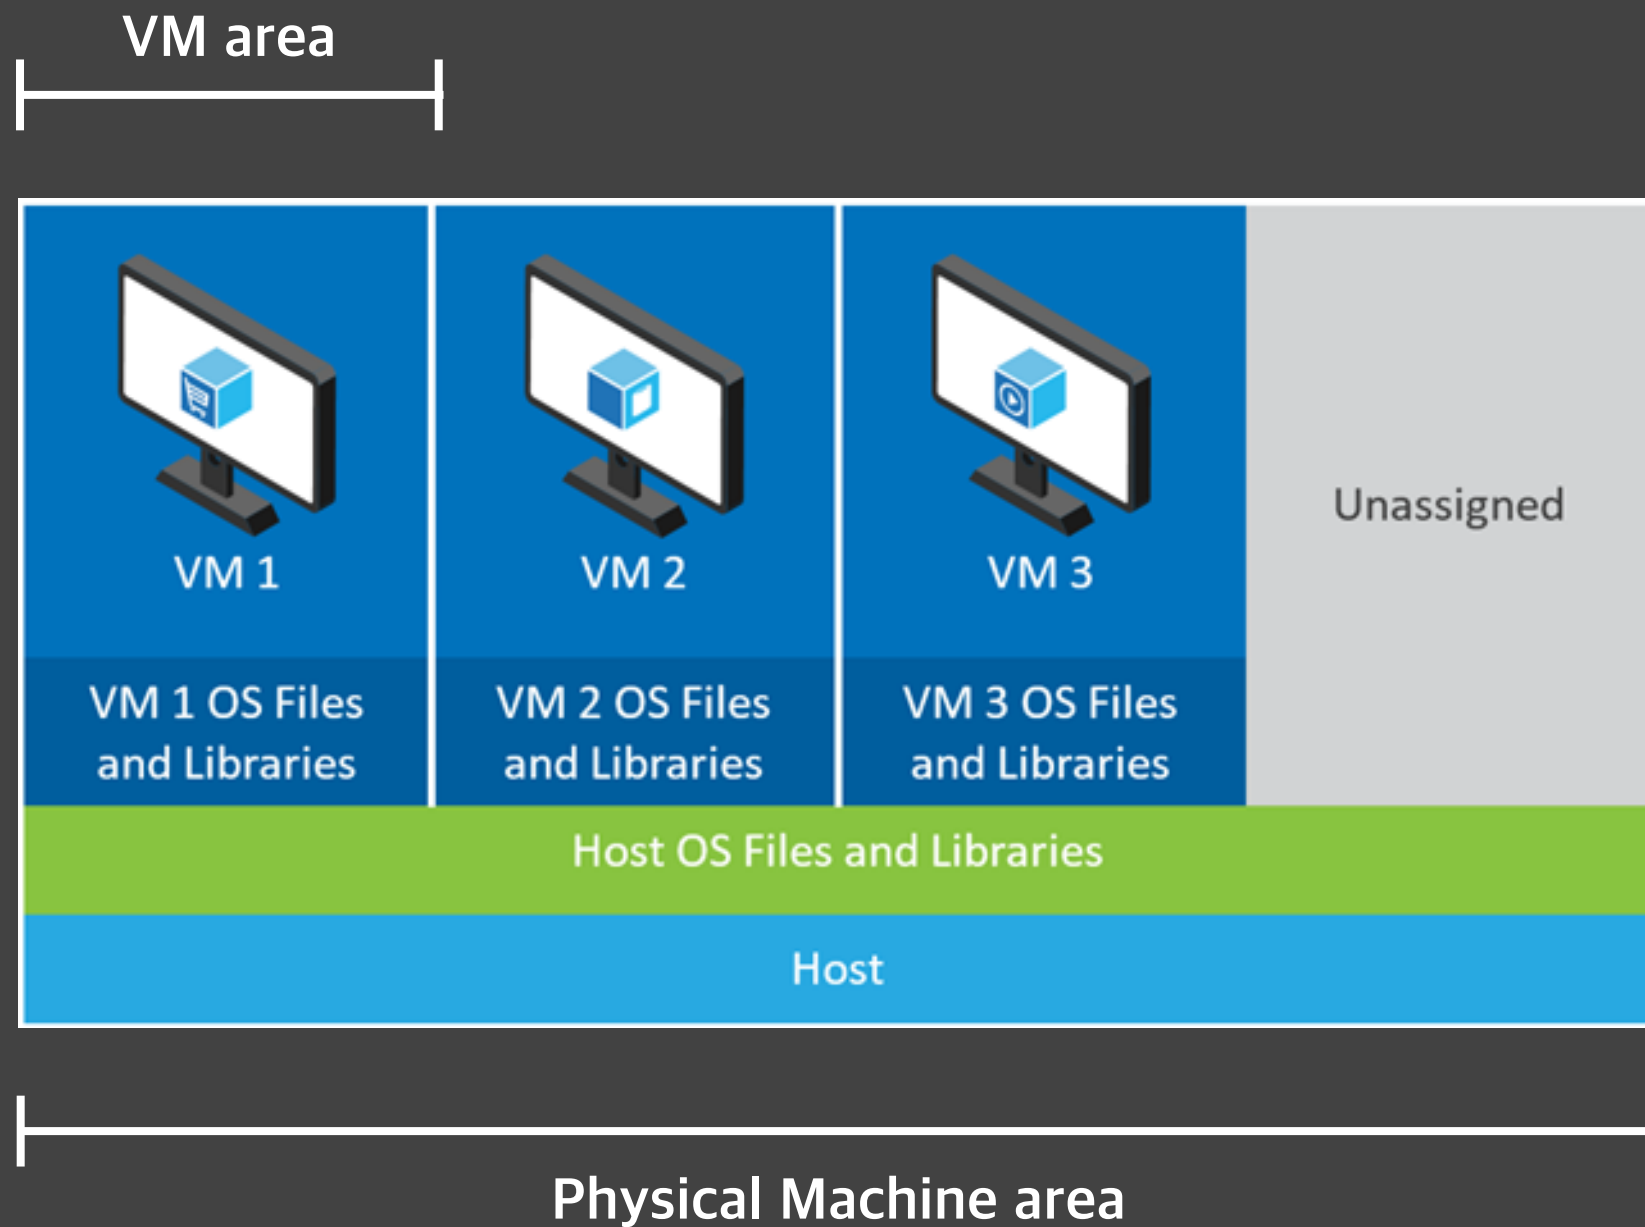 VM area
VM 1
VM 2
VM 3
Unassigned
VM 1 OS Files
and Libraries
VM 2 OS Files
and Libraries
VM 3 OS Files
and Libraries
Host OS Files and Libraries
Host
Physical Machine area